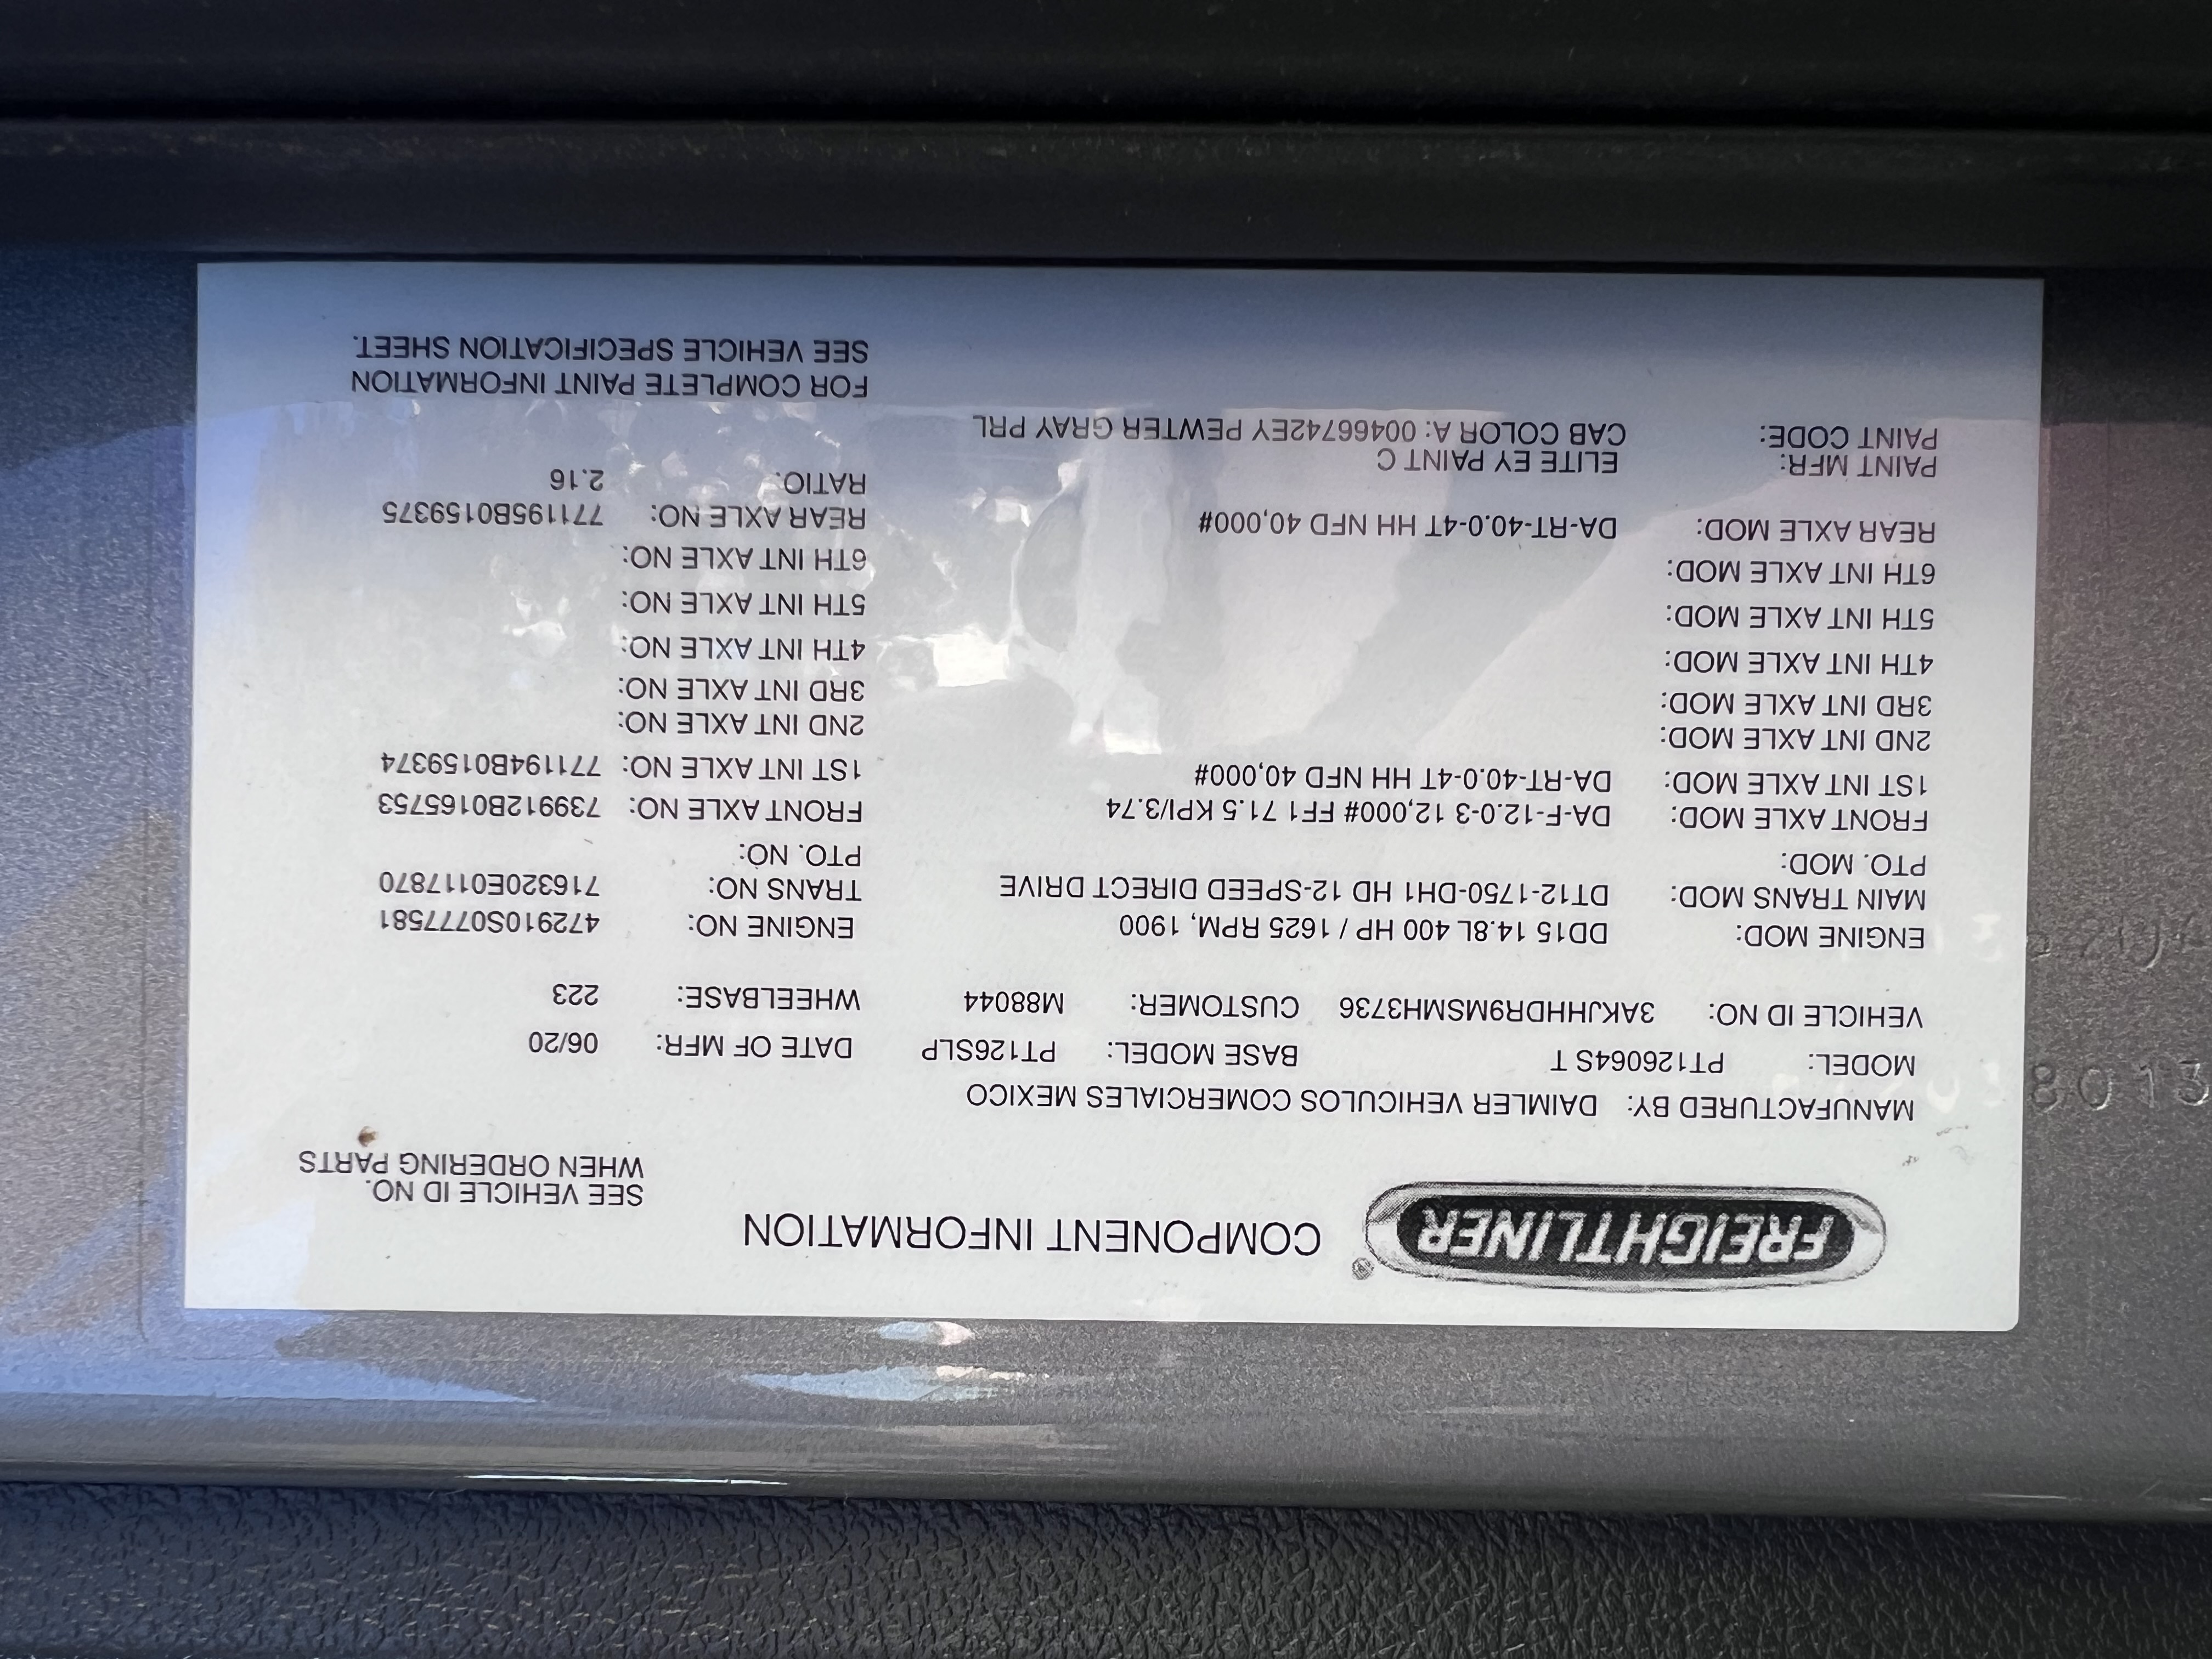 FREIGHTLINER® COMPONENT INFORMATION
SEE VEHICLE ID NO.
WHEN ORDERING PARTS
MANUFACTURED BY: DAIMLER VEHICULOS COMERCIALES MEXICO
MODEL: PT126064S T BASE MODEL: PT126SLP DATE OF MFR: 06/20
VEHICLE ID NO: 3AKJHHDR9MSMH3736 CUSTOMER: M88044 WHEELBASE: 223
ENGINE MOD: DD15 14.8L 400 HP / 1625 RPM, 1900 ENGINE NO: 472910S0777581
MAIN TRANS MOD: DT12-1750-DH1 HD 12-SPEED DIRECT DRIVE TRANS NO: 716320E0117870
PTO. MOD: PTO. NO:
FRONT AXLE MOD: DA-F-12.0-3 12,000# FF1 71.5 KPI/3.74 FRONT AXLE NO: 739912B0165753
1ST INT AXLE MOD: DA-RT-40.0-4T HH NFD 40,000# 1ST INT AXLE NO: 771194B0159374
2ND INT AXLE MOD: 2ND INT AXLE NO:
3RD INT AXLE MOD: 3RD INT AXLE NO:
4TH INT AXLE MOD: 4TH INT AXLE NO:
5TH INT AXLE MOD: 5TH INT AXLE NO:
6TH INT AXLE MOD: 6TH INT AXLE NO:
REAR AXLE MOD: DA-RT-40.0-4T HH NFD 40,000# REAR AXLE NO: 771195B0159375
RATIO: 2.16
PAINT MFR: ELITE EY PAINT C
PAINT CODE: CAB COLOR A: 00466742EY PEWTER GRAY PRL
FOR COMPLETE PAINT INFORMATION
SEE VEHICLE SPECIFICATION SHEET.